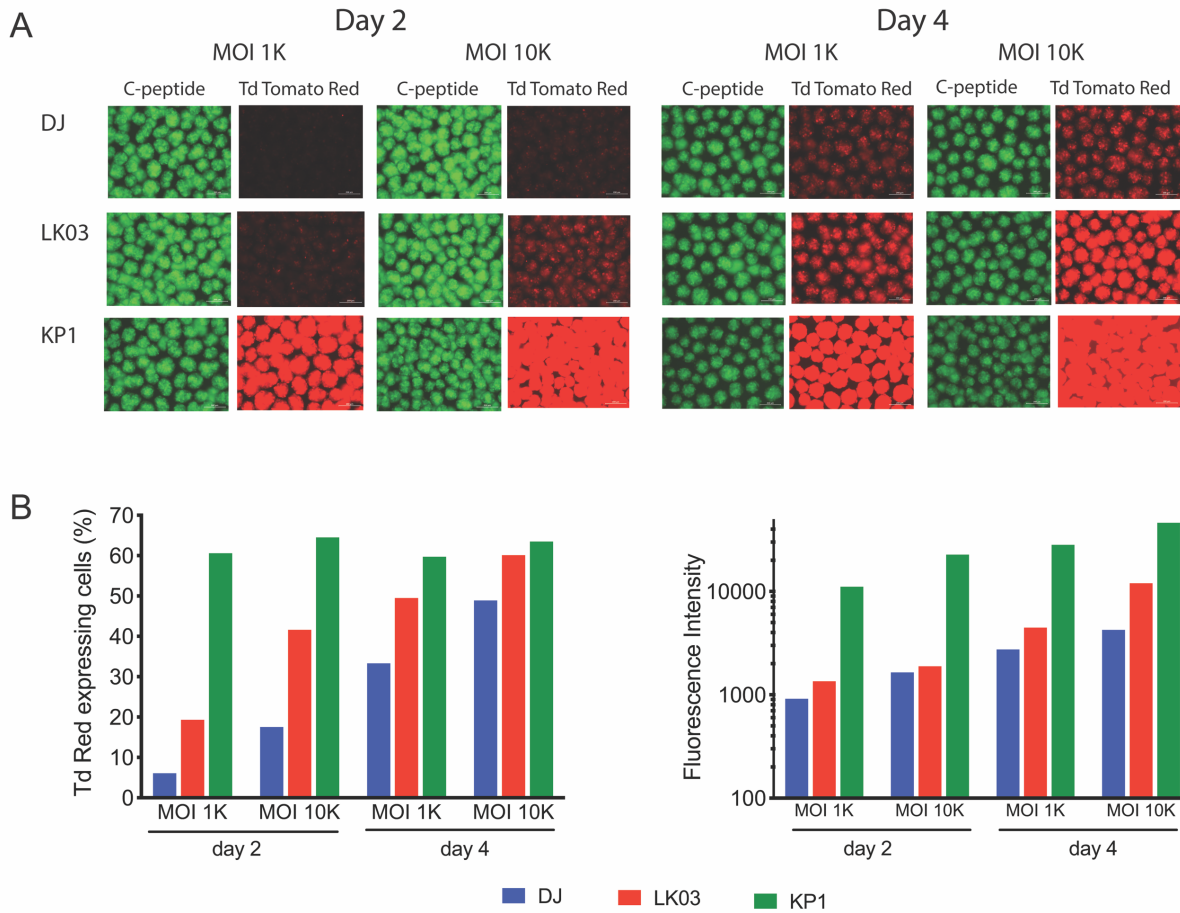 A
Day 2
Day 4
MOI 1K
MOI 10K
MOI 1K
MOI 10K
C-peptide
Td Tomato Red
C-peptide
Td Tomato Red
C-peptide
Td Tomato Red
C-peptide
Td Tomato Red
DJ
LK03
KP1
B
Td Red expressing cells (%)
70
60
50
40
30
20
10
0
MOI 1K
MOI 10K
MOI 1K
MOI 10K
day 2
day 4
Fluorescence Intensity
10000
1000
100
MOI 1K
MOI 10K
MOI 1K
MOI 10K
day 2
day 4
DJ
LK03
KP1